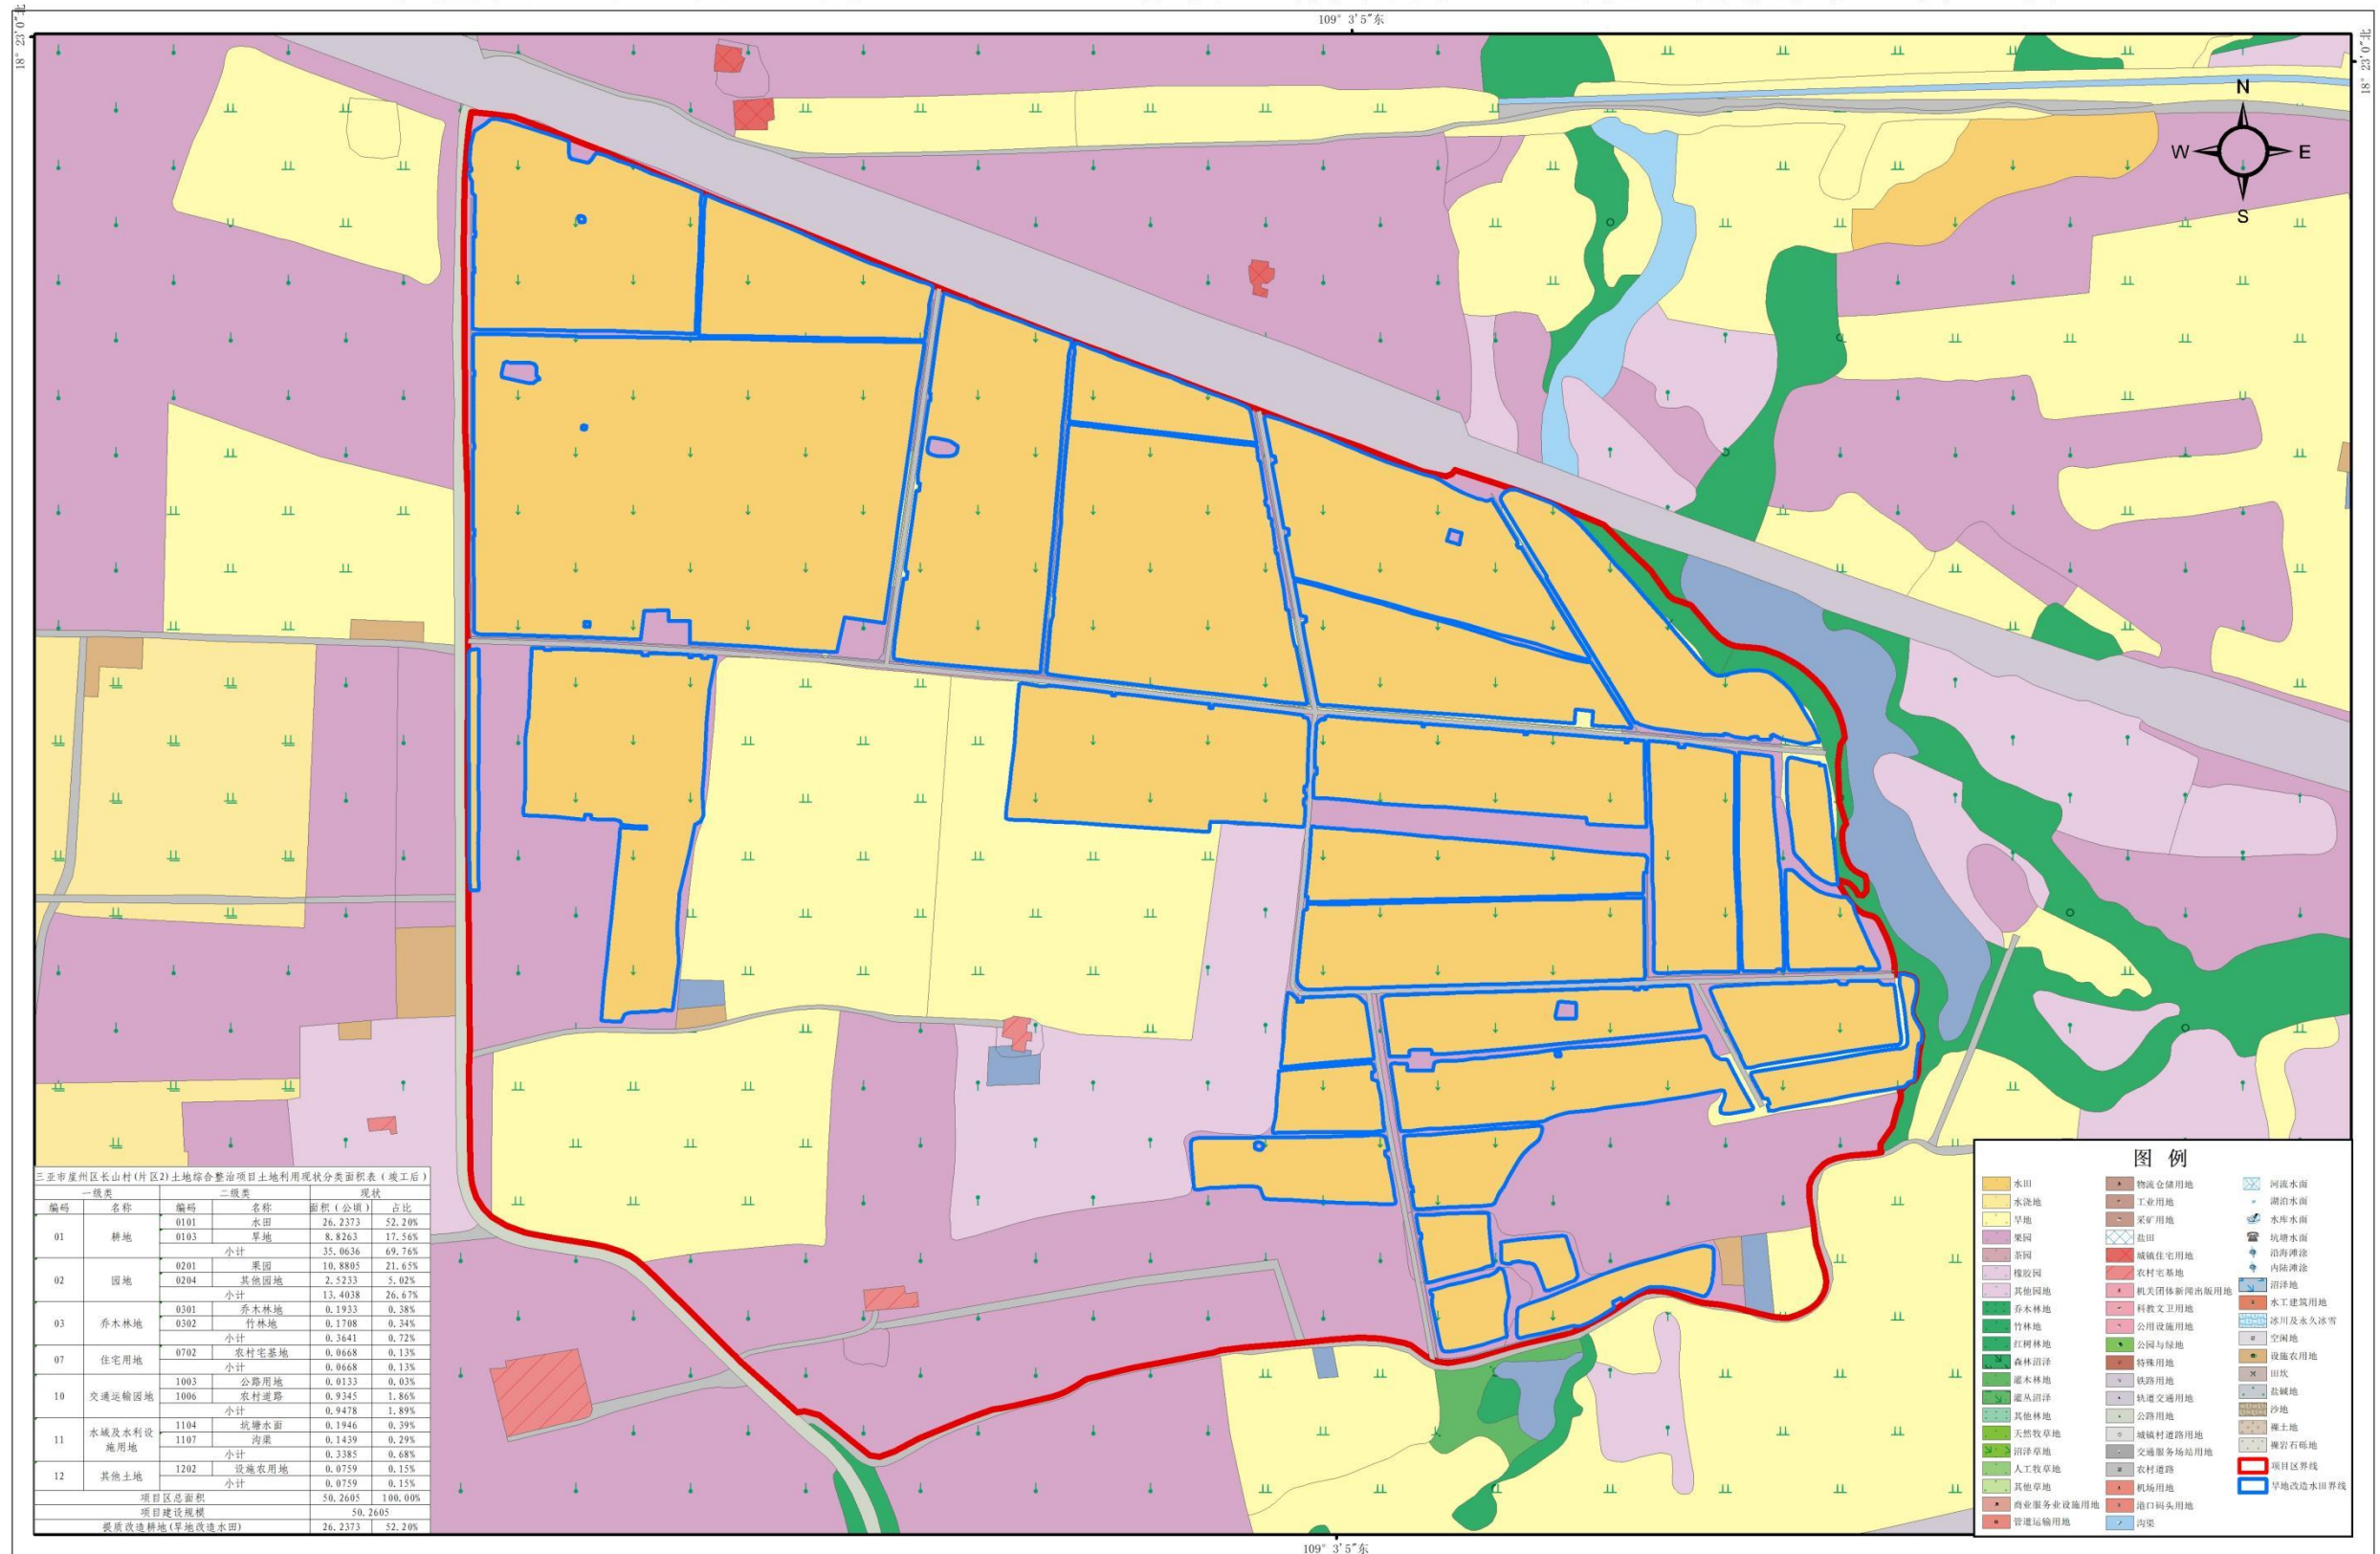 109° 3'5"东
18° 23'0"北
18° 23'0"北
N
W E
S
三亚市崖州区长山村(片区2)土地综合整治项目土地利用现状分类面积表(竣工后)
一级类 二级类 现状
编码 名称 编码 名称 面积(公顷) 占比
01 耕地 0101 水田 26.2373 52.20%
0103 旱地 8.8263 17.56%
小计 35.0636 69.76%
02 园地 0201 果园 10.8805 21.65%
0204 其他园地 2.5233 5.02%
小计 13.4038 26.67%
03 乔木林地 0301 乔木林地 0.1933 0.38%
0302 竹林地 0.1708 0.34%
小计 0.3641 0.72%
07 住宅用地 0702 农村宅基地 0.0668 0.13%
小计 0.0668 0.13%
10 交通运输园地 1003 公路用地 0.0133 0.03%
1006 农村道路 0.9345 1.86%
小计 0.9478 1.89%
11 水域及水利设施用地 1104 坑塘水面 0.1946 0.39%
1107 沟渠 0.1439 0.29%
小计 0.3385 0.68%
12 其他土地 1202 设施农用地 0.0759 0.15%
小计 0.0759 0.15%
项目区总面积 50.2605 100.00%
项目建设规模 50.2605
提质改造耕地(旱地改造水田) 26.2373 52.20%
图 例
水田
水浇地
旱地
果园
茶园
橡胶园
其他园地
乔木林地
竹林地
红树林地
森林沼泽
灌木林地
灌丛沼泽
其他林地
天然牧草地
沼泽草地
人工牧草地
其他草地
商业服务业设施用地
管道运输用地
物流仓储用地
工业用地
采矿用地
盐田
城镇住宅用地
农村宅基地
机关团体新闻出版用地
科教文卫用地
公用设施用地
公园与绿地
特殊用地
铁路用地
轨道交通用地
公路用地
城镇村道路用地
交通服务场站用地
农村道路
机场用地
港口码头用地
沟渠
河流水面
湖泊水面
水库水面
坑塘水面
沿海滩涂
内陆滩涂
沼泽地
水工建筑用地
冰川及永久冰雪
空闲地
设施农用地
田坎
盐碱地
沙地
裸土地
裸岩石砾地
项目区界线
旱地改造水田界线
109° 3'5"东